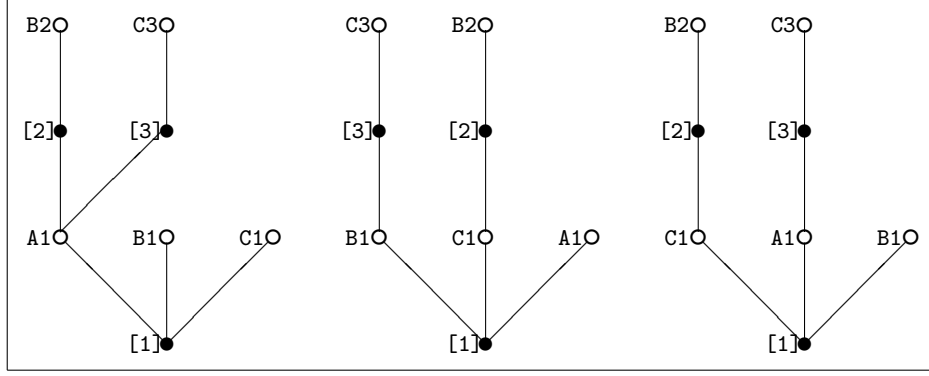 B2 C3 C3 B2 B2 C3
[2] [3] [3] [2] [2] [3]
A1 B1 C1 B1 C1 A1 C1 A1 B1
[1] [1] [1]